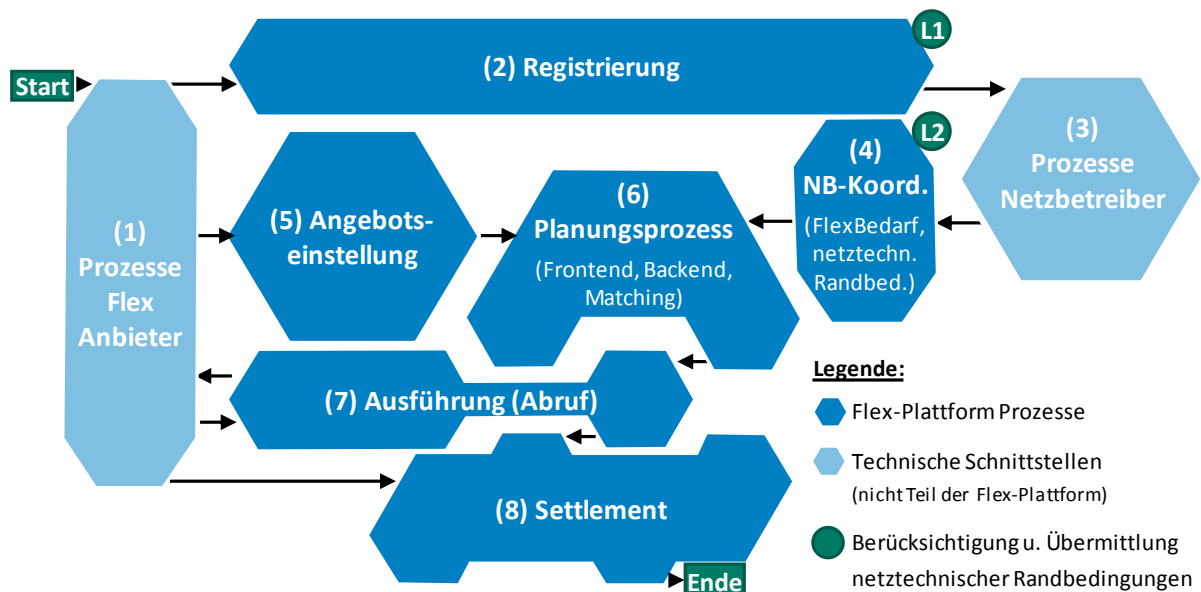 Start
(1)
Prozesse
Flex
Anbieter
(2) Registrierung
L1
(3)
Prozesse
Netzbetreiber
L2
(4)
NB-Koord.
(FlexBedarf,
netztechn.
Randbed.)
(5) Angebots-
einstellung
(6)
Planungsprozess
(Frontend, Backend,
Matching)
(7) Ausführung (Abruf)
(8) Settlement
Ende
Legende:
Flex-Plattform Prozesse
Technische Schnittstellen
(nicht Teil der Flex-Plattform)
Berücksichtigung u. Übermittlung
netztechnischer Randbedingungen